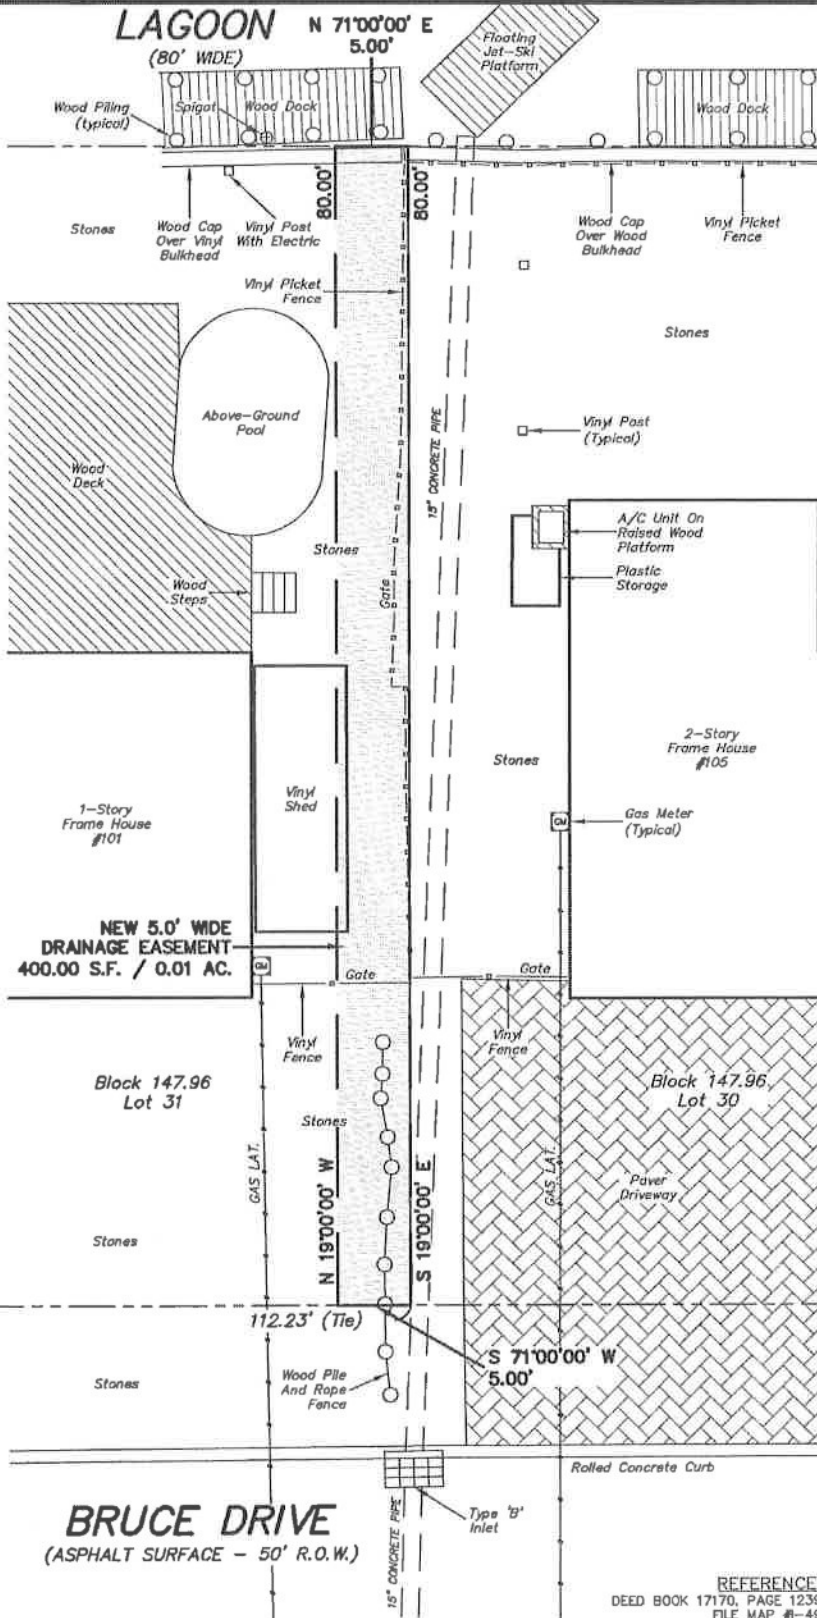 LAGOON
(80' WIDE)
N 71°00'00" E
5.00'
Floating
Jet-Ski
Platform
Wood Piling
(typical)
Spigot
Wood Dock
Wood Dock
80.00'
80.00'
Stones
Wood Cap
Over Vinyl
Bulkhead
Vinyl Post
With Electric
Wood Cap
Over Wood
Bulkhead
Vinyl Picket
Fence
Vinyl Picket
Fence
Stones
Above-Ground
Pool
15" CONCRETE PIPE
Vinyl Post
(Typical)
Wood
Deck
A/C Unit On
Raised Wood
Platform
Stones
Plastic
Storage
Wood
Steps
Gate
2-Story
Frame House
#105
Stones
Vinyl
Shed
1-Story
Frame House
#101
GM
Gas Meter
(Typical)
NEW 5.0' WIDE
DRAINAGE EASEMENT
400.00 S.F. / 0.01 AC.
GM
Gate
Gate
Vinyl
Fence
Vinyl
Fence
Block 147.96
Lot 31
Block 147.96
Lot 30
Stones
GAS LAT.
N 19°00'00" W
S 19°00'00" E
GAS LAT.
Paver
Driveway
Stones
112.23' (Tie)
S 71°00'00" W
5.00'
Stones
Wood Pile
And Rope
Fence
Rolled Concrete Curb
BRUCE DRIVE
(ASPHALT SURFACE - 50' R.O.W.)
15" CONCRETE PIPE
Type 'B'
Inlet
REFERENCE
DEED BOOK 17170, PAGE 1239
FILE MAP